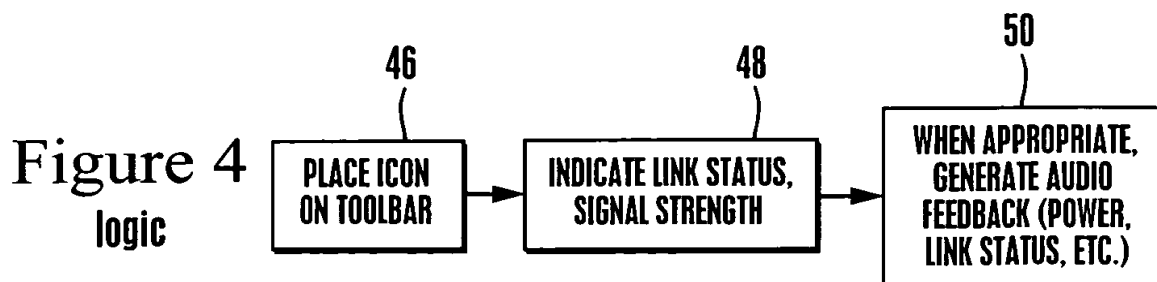 46
48
50
Figure 4
logic
PLACE ICON
ON TOOLBAR
INDICATE LINK STATUS,
SIGNAL STRENGTH
WHEN APPROPRIATE,
GENERATE AUDIO
FEEDBACK (POWER,
LINK STATUS, ETC.)